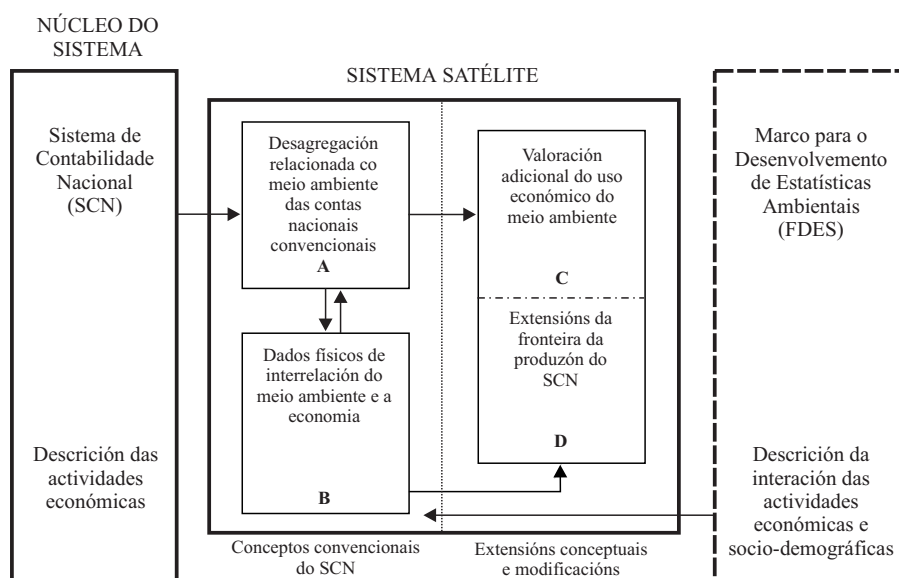 NÚCLEO DO
SISTEMA
SISTEMA SATÉLITE
Sistema de
Contabilidade
Nacional
(SCN)
Descrición das
actividades
económicas
Desagregación
relacionada co
meio ambiente
das contas
nacionais
convencionais
A
Dados físicos de
interrelación do
meio ambiente e a
economia
B
Valoración
adicional do uso
económico do
meio ambiente
C
Extensións da
fronteira da
produzón do
SCN
D
Conceptos convencionais
do SCN
Extensións conceptuais
e modificacións
Marco para o
Desenvolvemento
de Estatísticas
Ambientais
(FDES)
Descrición da
interación das
actividades
económicas e
socio-demográficas